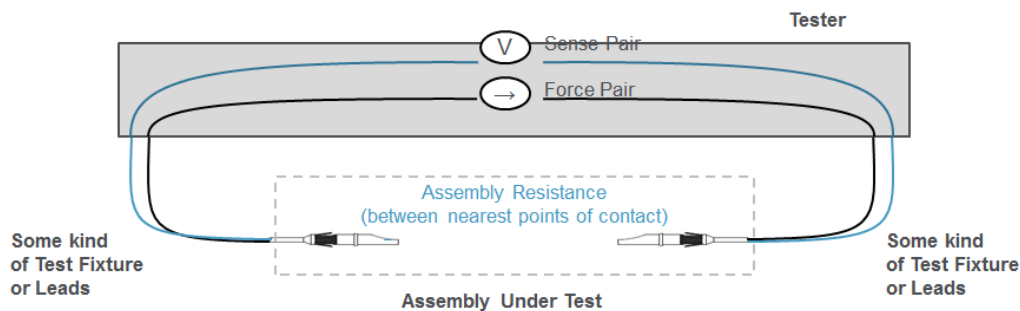 Tester
V
Sense Pair
→
Force Pair
Assembly Resistance
(between nearest points of contact)
Some kind
of Test Fixture
or Leads
Some kind
of Test Fixture
or Leads
Assembly Under Test